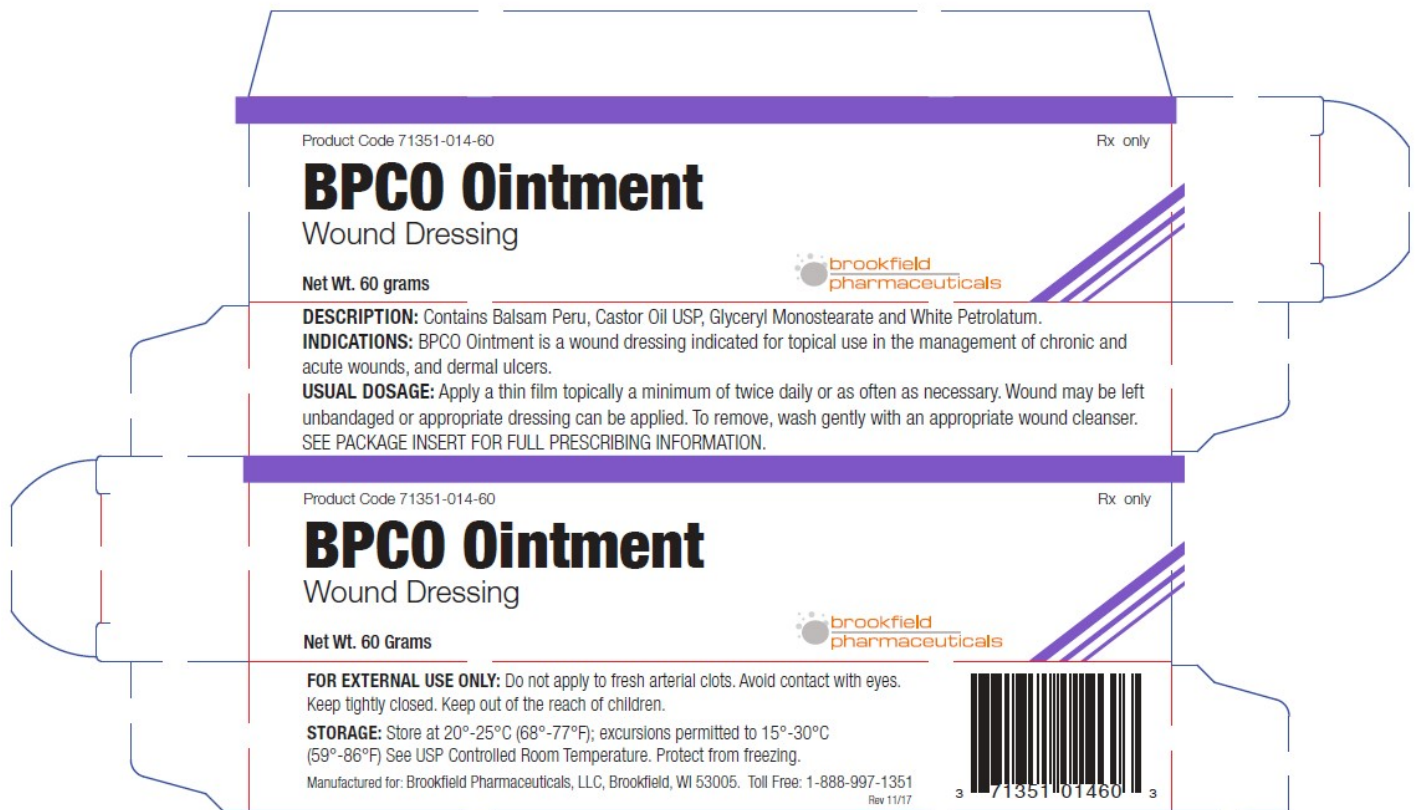 Product Code 71351-014-60
Rx only
BPCO Ointment
Wound Dressing
Net Wt. 60 grams
brookfield
pharmaceuticals
DESCRIPTION: Contains Balsam Peru, Castor Oil USP, Glyceryl Monostearate and White Petrolatum.
INDICATIONS: BPCO Ointment is a wound dressing indicated for topical use in the management of chronic and
acute wounds, and dermal ulcers.
USUAL DOSAGE: Apply a thin film topically a minimum of twice daily or as often as necessary. Wound may be left
unbandaged or appropriate dressing can be applied. To remove, wash gently with an appropriate wound cleanser.
SEE PACKAGE INSERT FOR FULL PRESCRIBING INFORMATION.
Product Code 71351-014-60
Rx only
BPCO Ointment
Wound Dressing
Net Wt. 60 Grams
brookfield
pharmaceuticals
FOR EXTERNAL USE ONLY: Do not apply to fresh arterial clots. Avoid contact with eyes.
Keep tightly closed. Keep out of the reach of children.
STORAGE: Store at 20°-25°C (68°-77°F); excursions permitted to 15°-30°C
(59°-86°F) See USP Controlled Room Temperature. Protect from freezing.
Manufactured for: Brookfield Pharmaceuticals, LLC, Brookfield, WI 53005. Toll Free: 1-888-997-1351
Rev 11/17
3 71351 01460 3